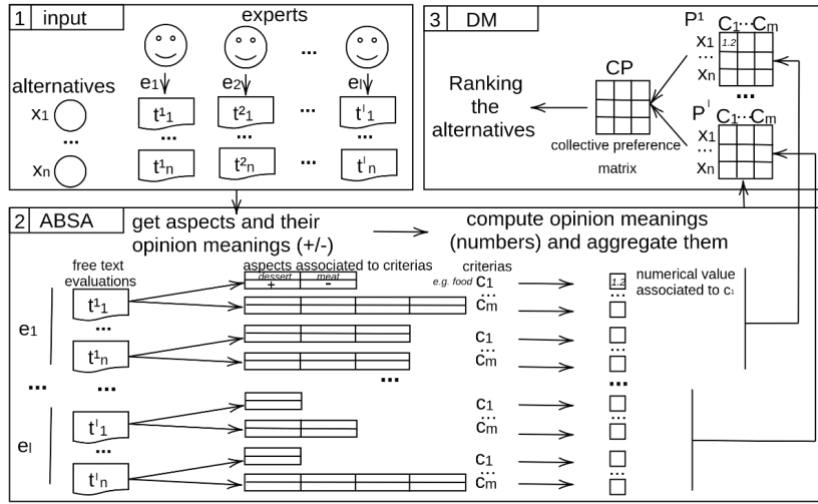 1 input
experts
alternatives
e1 e2 ... el
x1 t¹1 t²1 tˡ1
... ... ... ... ...
xn t¹n t²n ... tˡn
3 DM
P¹ C1...Cm
x1 1.2
...
xn
...
Pˡ C1...Cm
x1
...
xn
CP
collective preference
matrix
Ranking
the
alternatives
2 ABSA
get aspects and their
opinion meanings (+/-)
compute opinion meanings
(numbers) and aggregate them
free text
evaluations
aspects associated to criterias
criterias
numerical value
associated to c1
dessert meat
+ -
e.g. food c1 1.2
e1 t¹1
... ...
cm
...
c1
t¹n
... ...
cm
... ... ... ...
c1
el tˡ1
... ...
cm
c1
tˡn
... ...
cm